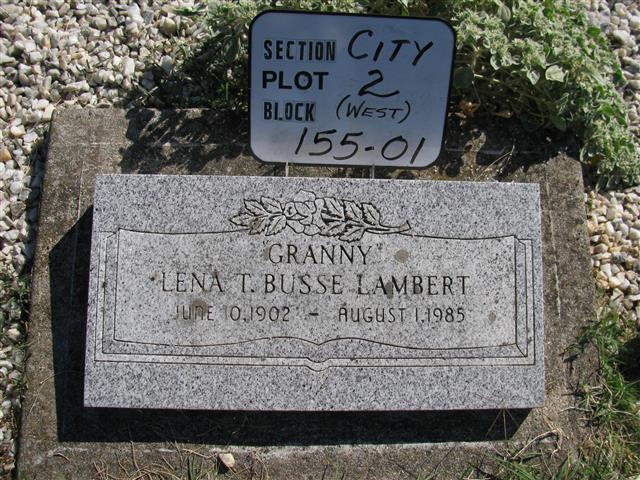 SECTION CITY
PLOT 2
BLOCK (WEST)
155-01
"GRANNY"
LENA T. BUSSE LAMBERT
JUNE 10, 1902 – AUGUST 1, 1985